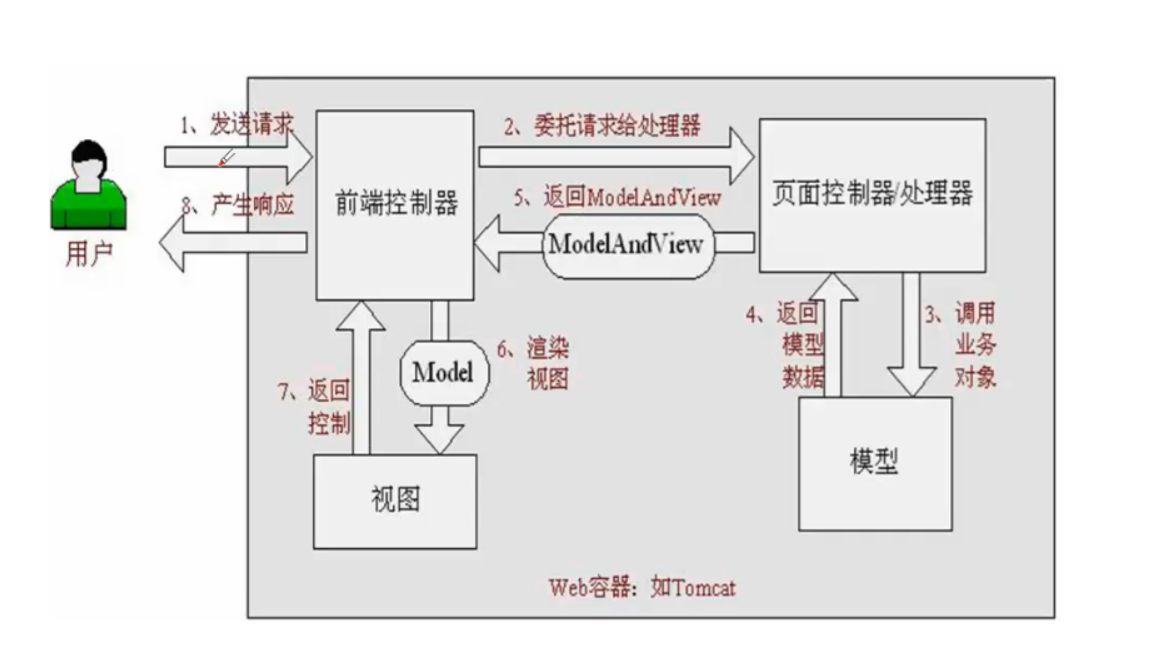 1、发送请求
2、委托请求给处理器
8、产生响应
用户
前端控制器
5、返回ModelAndView
ModelAndView
页面控制器/处理器
4、返回
模型
数据
3、调用
业务
对象
6、渲染
视图
Model
7、返回
控制
视图
模型
Web容器：如Tomcat